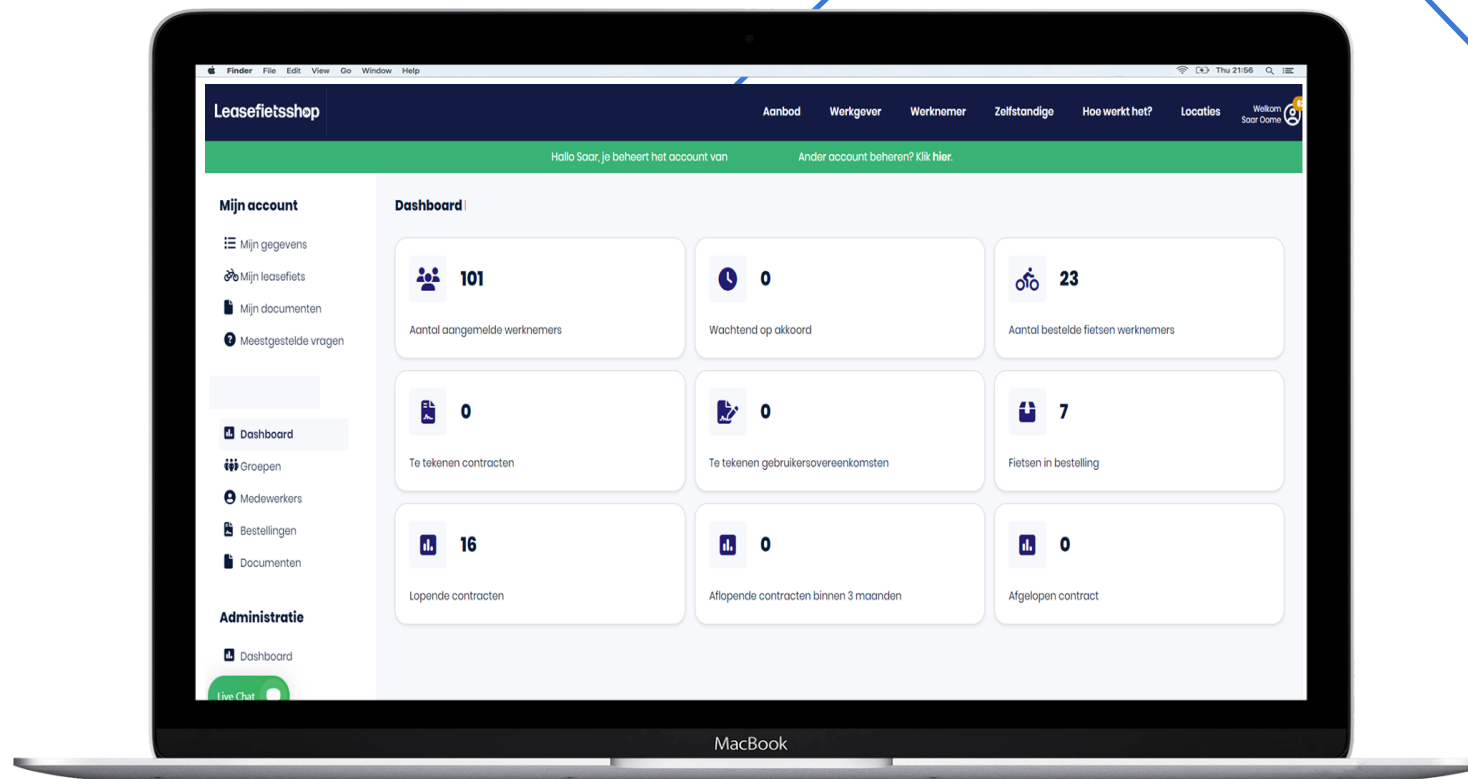 Finder File Edit View Go Window Help Thu 21:56
Leasefietsshop Aanbod Werkgever Werknemer Zelfstandige Hoe werkt het? Locaties Welkom
Saar Oome
Hallo Saar, je beheert het account van Ander account beheren? Klik hier.
Mijn account
Mijn gegevens
Mijn leasefiets
Mijn documenten
Meestgestelde vragen
Dashboard
Groepen
Medewerkers
Bestellingen
Documenten
Administratie
Dashboard
Live Chat
Dashboard
101
Aantal aangemelde werknemers
0
Wachtend op akkoord
23
Aantal bestelde fietsen werknemers
0
Te tekenen contracten
0
Te tekenen gebruikersovereenkomsten
7
Fietsen in bestelling
16
Lopende contracten
0
Aflopende contracten binnen 3 maanden
0
Afgelopen contract
MacBook